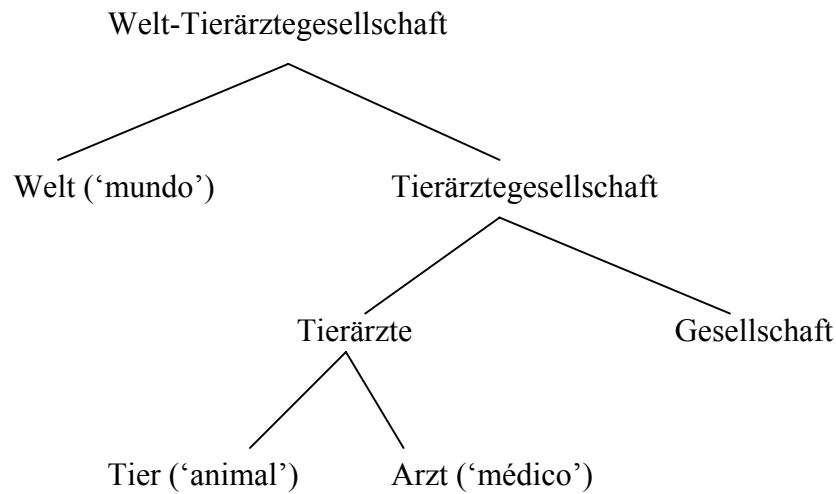 Welt-Tierärztegesellschaft
Welt (‘mundo’) Tierärztegesellschaft
Tierärzte Gesellschaft
Tier (‘animal’) Arzt (‘médico’)